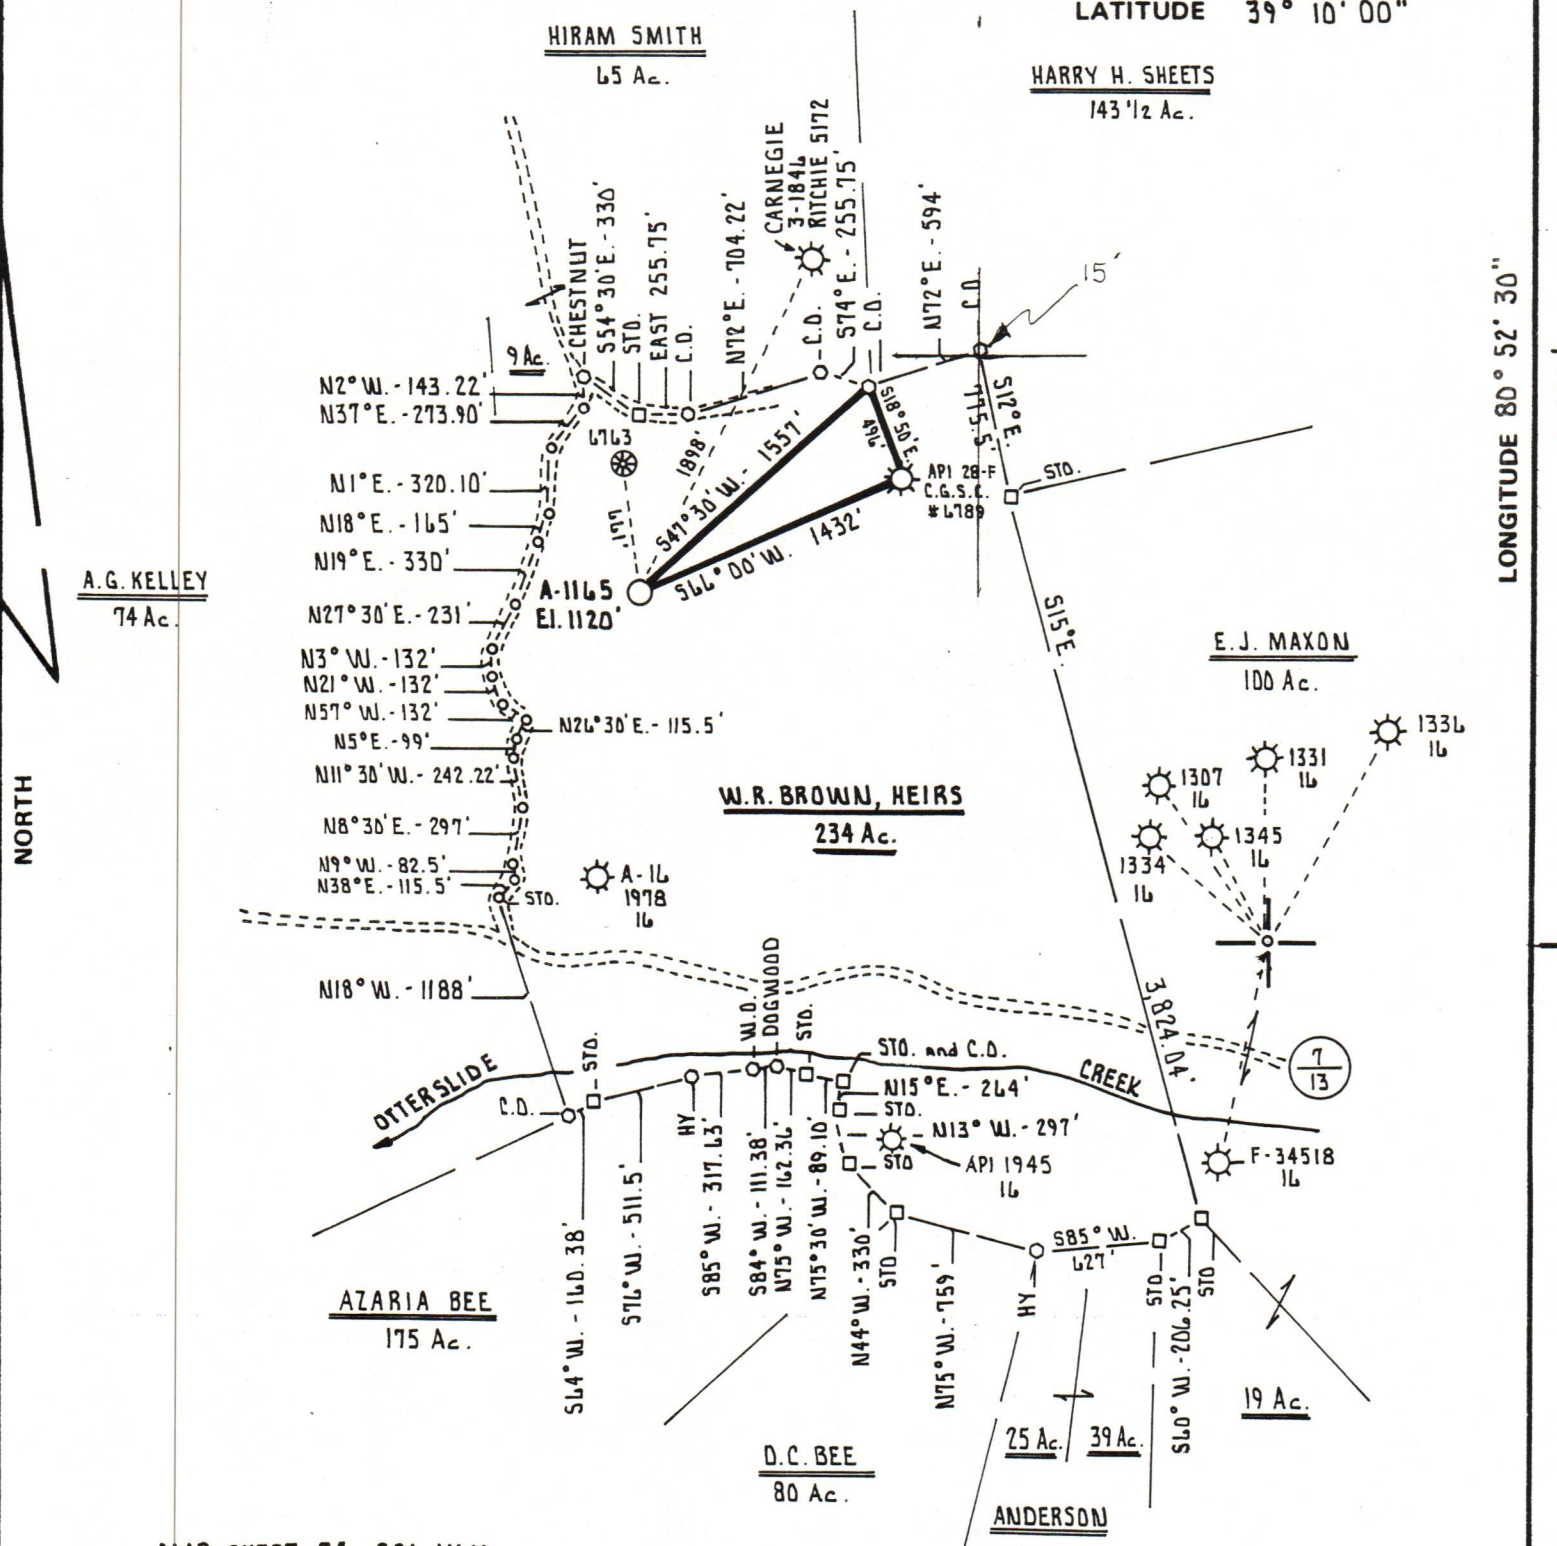 LATITUDE 39° 10' 00"
HIRAM SMITH
65 Ac.
HARRY H. SHEETS
143 1/2 Ac.
CARNEGIE
3-1846
RITCHIE 5172
CHESTNUT
S54°30'E.-330'
STO.
EAST 255.75'
C.D.
N72°E.-704.22'
C.D.
S74°E.-255.75'
C.D.
N72°E.-594'
C.D.
15'
LONGITUDE 80° 52' 30"
9 Ac.
N2°W.-143.22'
N37°E.-273.90'
N1°E.-320.10'
N18°E.-165'
N19°E.-330'
N27°30'E.-231'
N3°W.-132'
N21°W.-132'
N57°W.-132'
N26°30'E.-115.5'
N5°E.-99'
N11°30'W.-242.22'
N8°30'E.-297'
N9°W.-82.5'
N38°E.-115.5'
STO.
N18°W.-1188'
6763
661'
1898'
S47°30'W.- 1557'
S18°50'E.
496'
S66°00'W. 1432'
API 28-F
C.G.S.C.
#6789
S12°E.
775.5'
STO.
A-1165
El. 1120'
A.G. KELLEY
74 Ac.
S15°E.
3,824.04'
E.J. MAXON
100 Ac.
1336
16
1331
16
1307
16
1345
16
1334
16
NORTH
W.R. BROWN, HEIRS
234 Ac.
A-16
1978
16
W.O.
DOGWOOD
STO.
STO.
STO. and C.D.
OTTERSLIDE
CREEK
7
13
C.D.
N15°E.-264'
STO.
N13°W.-297'
STO
API 1945
16
F-34518
16
S64°W.-160.38'
S76°W.-511.5'
HY
S85°W.-317.63'
S84°W.-111.38'
N75°W.-162.36'
N75°30'W.-89.10'
N44°W.-330'
STO
N75°W.-759'
HY
S85°W.
627'
STO
S60°W.-206.25'
STO
AZARIA BEE
175 Ac.
D.C. BEE
80 Ac.
25 Ac.
39 Ac.
19 Ac.
ANDERSON